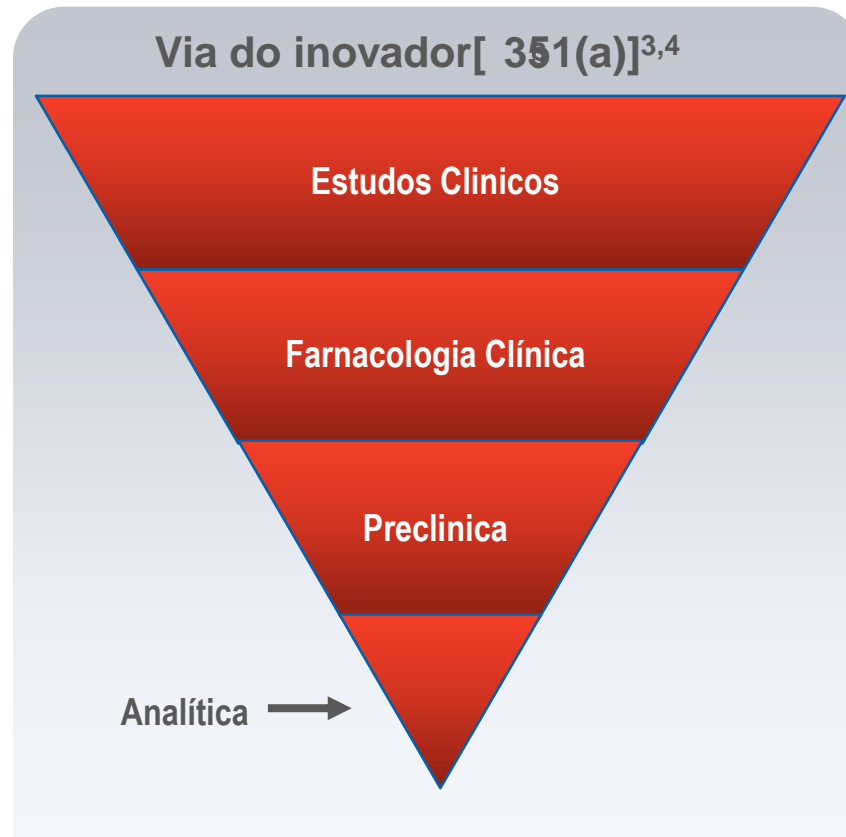 Via do inovador[ 351(a)]3,4
Estudos Clinicos
Farnacologia Clínica
Preclinica
Analítica